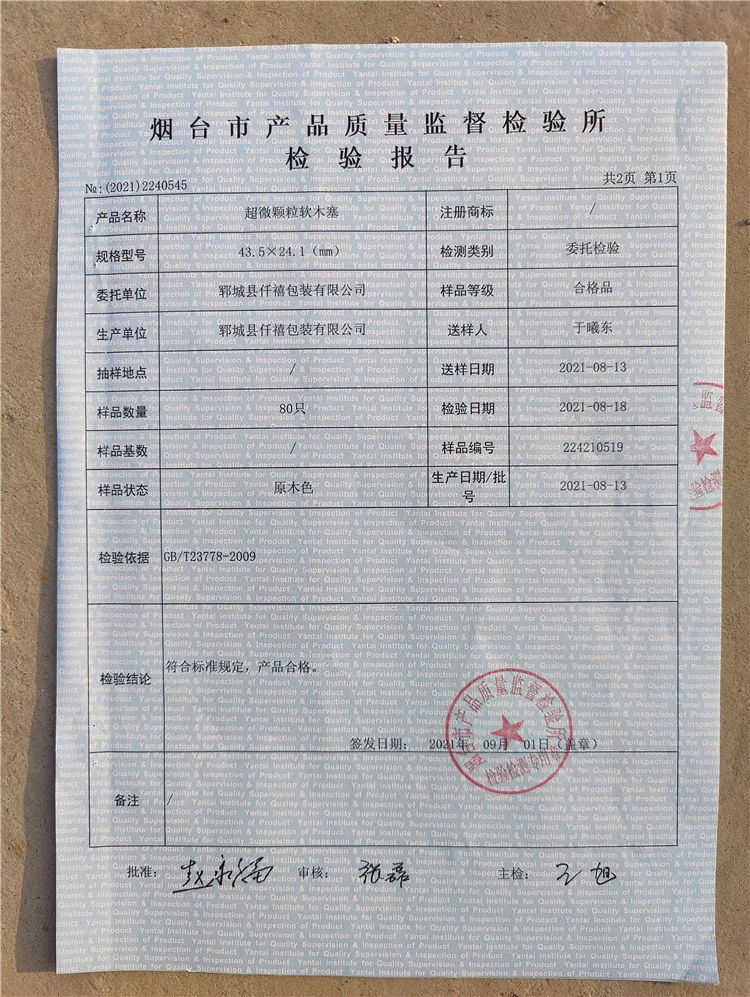 烟台市产品质量监督检验所
检验报告
№:(2021)2240545 共2页 第1页
产品名称 超微颗粒软木塞 注册商标 /
规格型号 43.5×24.1（mm） 检测类别 委托检验
委托单位 郓城县仟禧包装有限公司 样品等级 合格品
生产单位 郓城县仟禧包装有限公司 送样人 于曦东
抽样地点 / 送样日期 2021-08-13
样品数量 80只 检验日期 2021-08-18
样品基数 / 样品编号 224210519
样品状态 原木色 生产日期/批号 2021-08-13
检验依据 GB/T23778-2009
检验结论 符合标准规定，产品合格。
签发日期： 2021年 09月 01日（盖章）
备注 /
批准： 审核： 张磊 主检： 王旭